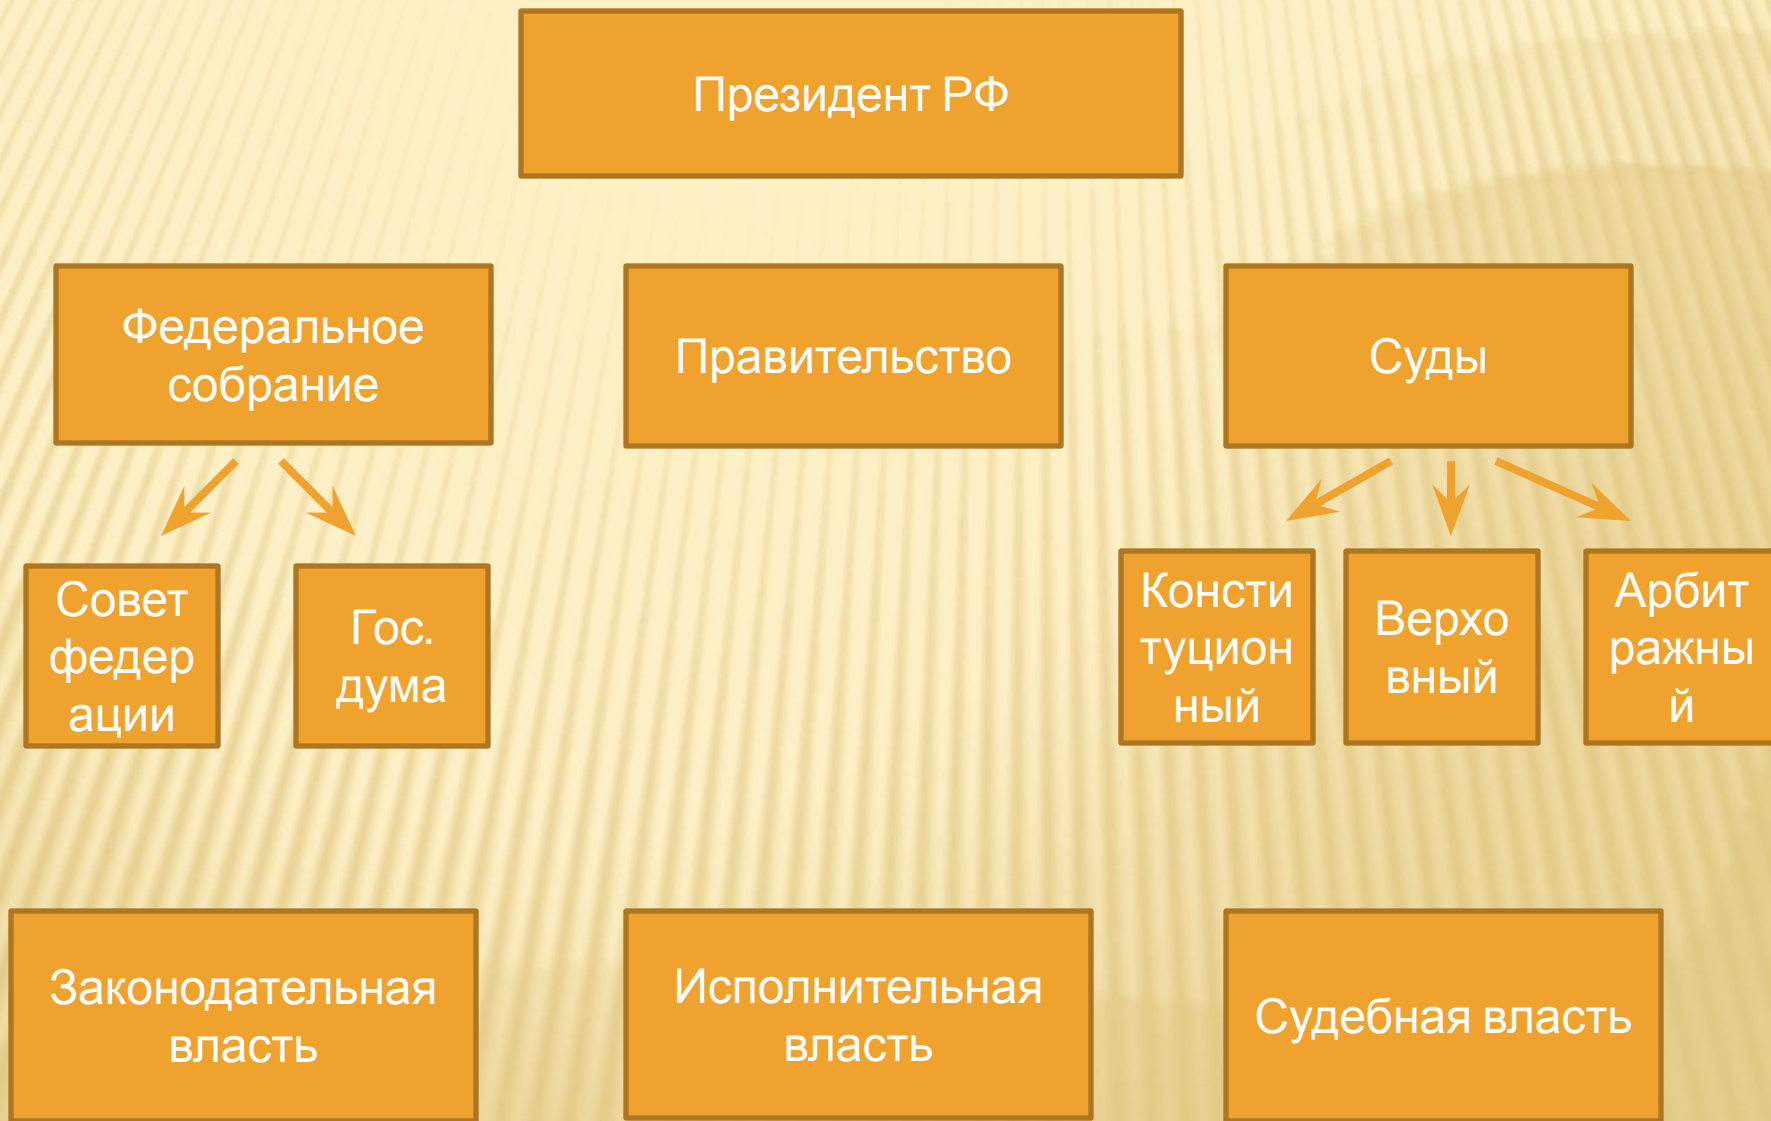 Президент РФ
Федеральное
собрание
Правительство
Суды
Совет
федер
ации
Гос.
дума
Консти
туцион
ный
Верхо
вный
Арбит
ражны
й
Законодательная
власть
Исполнительная
власть
Судебная власть